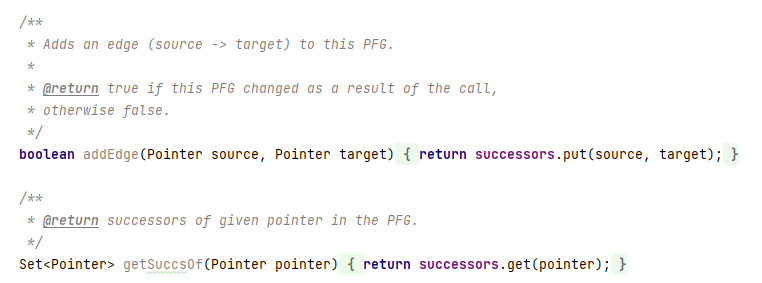 /**
 * Adds an edge (source -> target) to this PFG.
 *
 * @return true if this PFG changed as a result of the call,
 * otherwise false.
 */
boolean addEdge(Pointer source, Pointer target) { return successors.put(source, target); }
/**
 * @return successors of given pointer in the PFG.
 */
Set<Pointer> getSuccsOf(Pointer pointer) { return successors.get(pointer); }